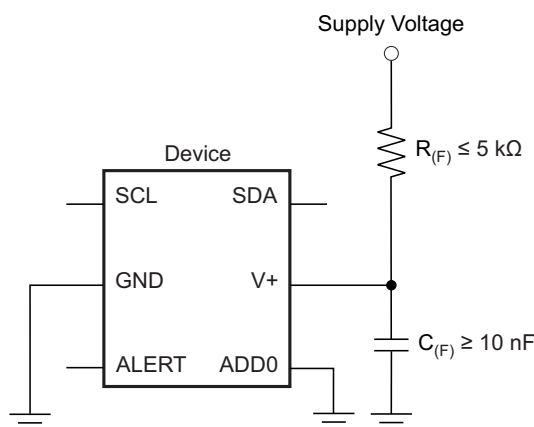 Supply Voltage
R(F) ≤ 5 kΩ
Device
SCL SDA
GND V+
C(F) ≥ 10 nF
ALERT ADD0